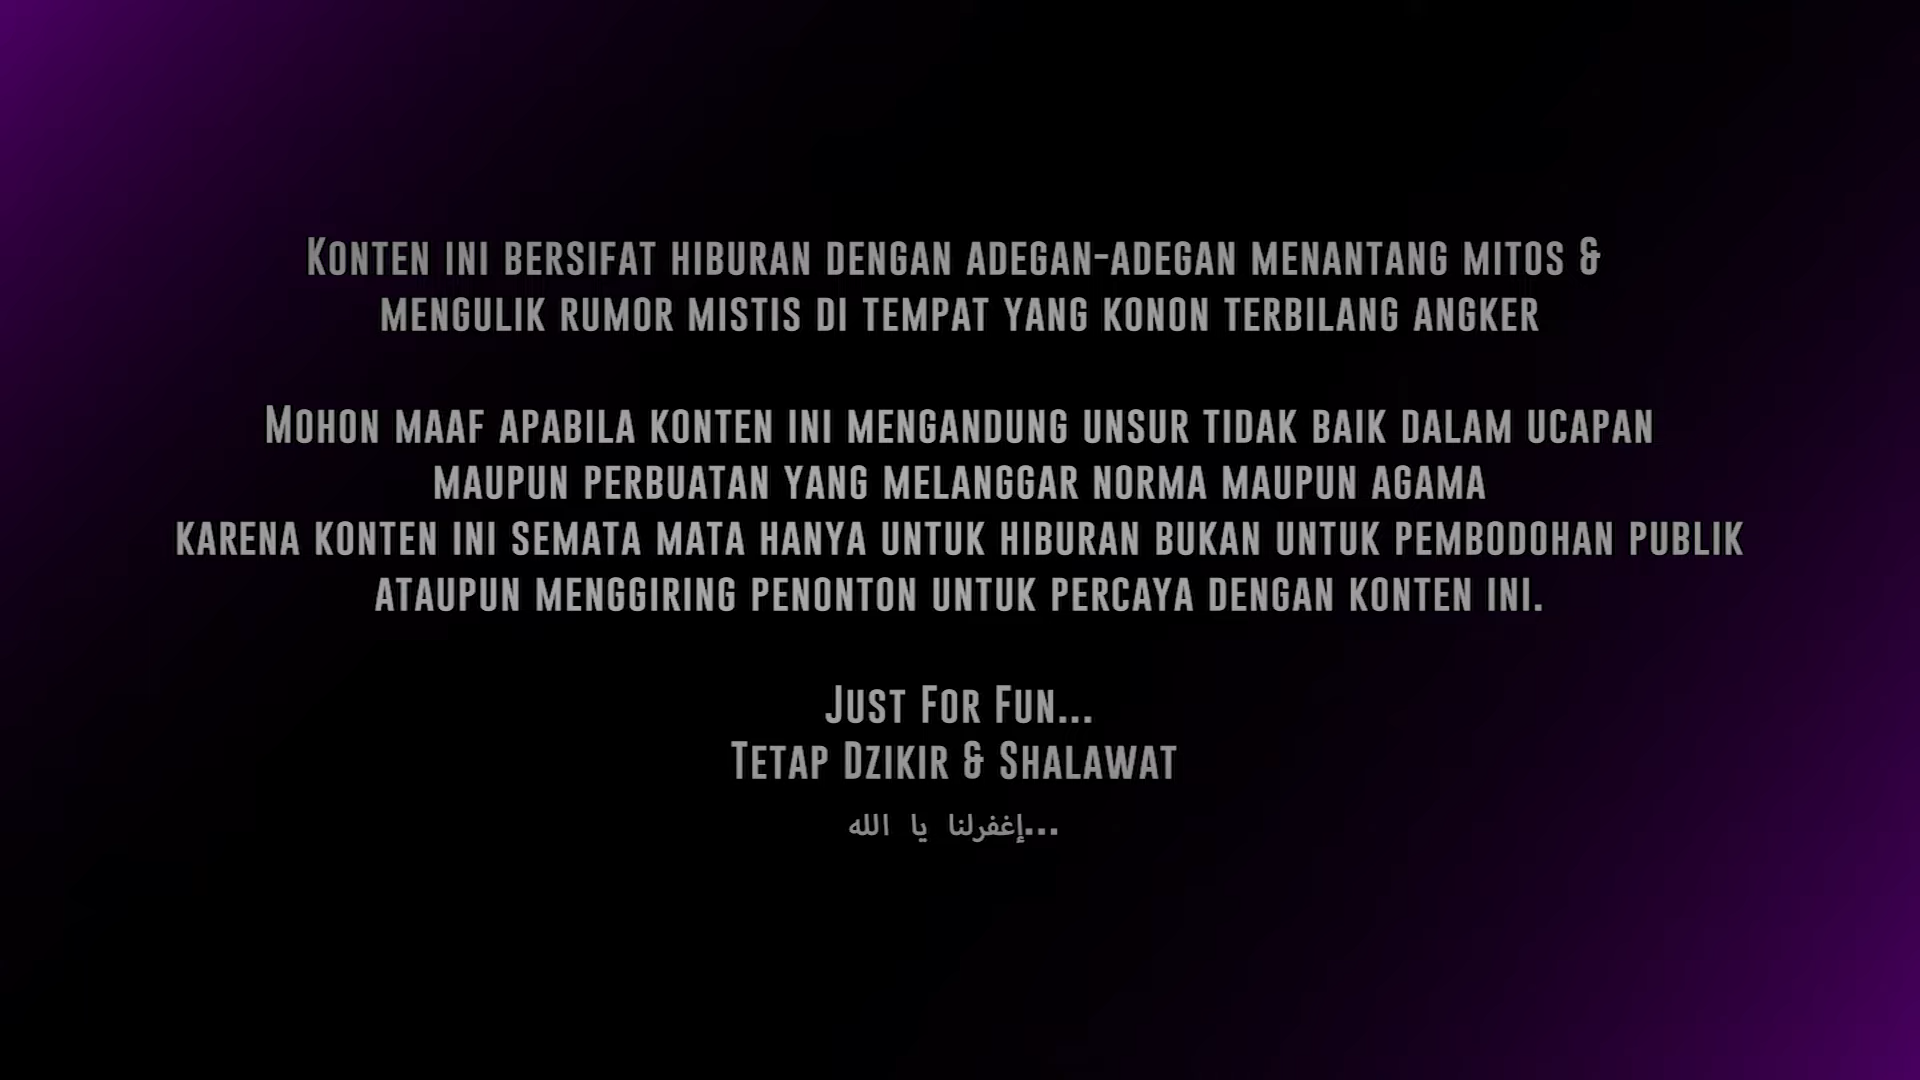 Konten ini bersifat hiburan dengan adegan-adegan menantang mitos &
mengulik rumor mistis di tempat yang konon terbilang angker
Mohon maaf apabila konten ini mengandung unsur tidak baik dalam ucapan
maupun perbuatan yang melanggar norma maupun agama
karena konten ini semata mata hanya untuk hiburan bukan untuk pembodohan publik
ataupun menggiring penonton untuk percaya dengan konten ini.
Just For Fun...
Tetap Dzikir & Shalawat
...إغفرلنا يا الله